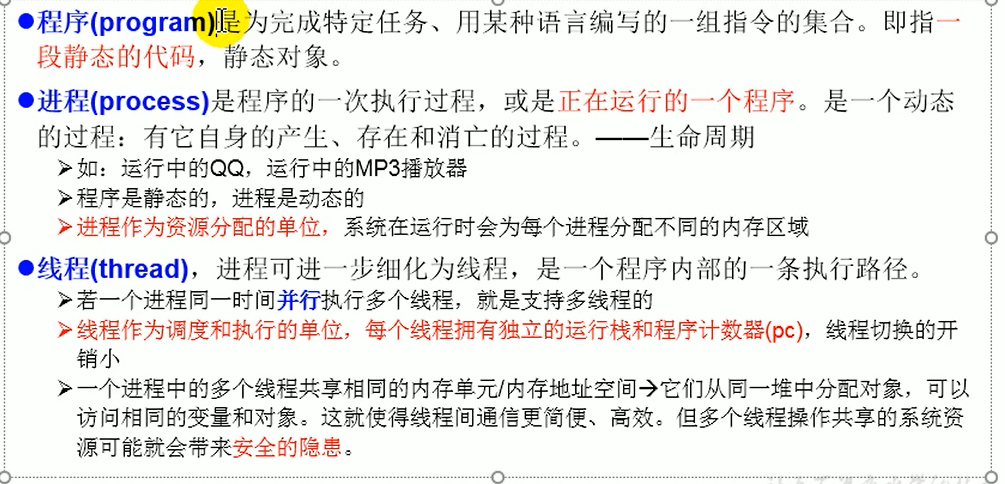 ●程序(program)是为完成特定任务、用某种语言编写的一组指令的集合。即指一
段静态的代码，静态对象。
●进程(process)是程序的一次执行过程，或是正在运行的一个程序。是一个动态
的过程：有它自身的产生、存在和消亡的过程。——生命周期
➢如：运行中的QQ，运行中的MP3播放器
➢程序是静态的，进程是动态的
➢进程作为资源分配的单位，系统在运行时会为每个进程分配不同的内存区域
●线程(thread)，进程可进一步细化为线程，是一个程序内部的一条执行路径。
➢若一个进程同一时间并行执行多个线程，就是支持多线程的
➢线程作为调度和执行的单位，每个线程拥有独立的运行栈和程序计数器(pc)，线程切换的开
销小
➢一个进程中的多个线程共享相同的内存单元/内存地址空间→它们从同一堆中分配对象，可以
访问相同的变量和对象。这就使得线程间通信更简便、高效。但多个线程操作共享的系统资
源可能就会带来安全的隐患。